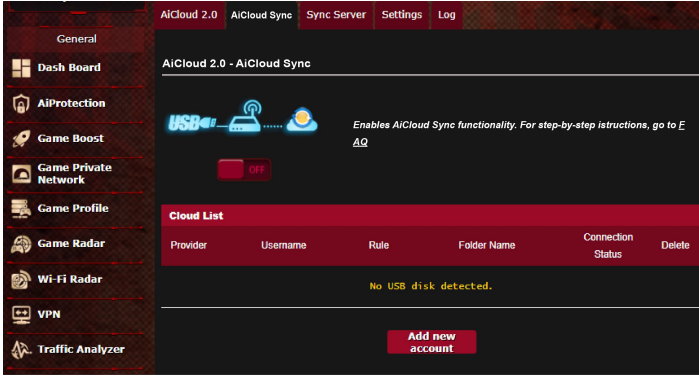 AiCloud 2.0
AiCloud Sync
Sync Server
Settings
Log
General
Dash Board
AiProtection
Game Boost
Game Private
Network
Game Profile
Game Radar
Wi-Fi Radar
VPN
Traffic Analyzer
AiCloud 2.0 - AiCloud Sync
USB
Enables AiCloud Sync functionality. For step-by-step istructions, go to F
AQ
OFF
Cloud List
Provider
Username
Rule
Folder Name
Connection
Status
Delete
No USB disk detected.
Add new
account